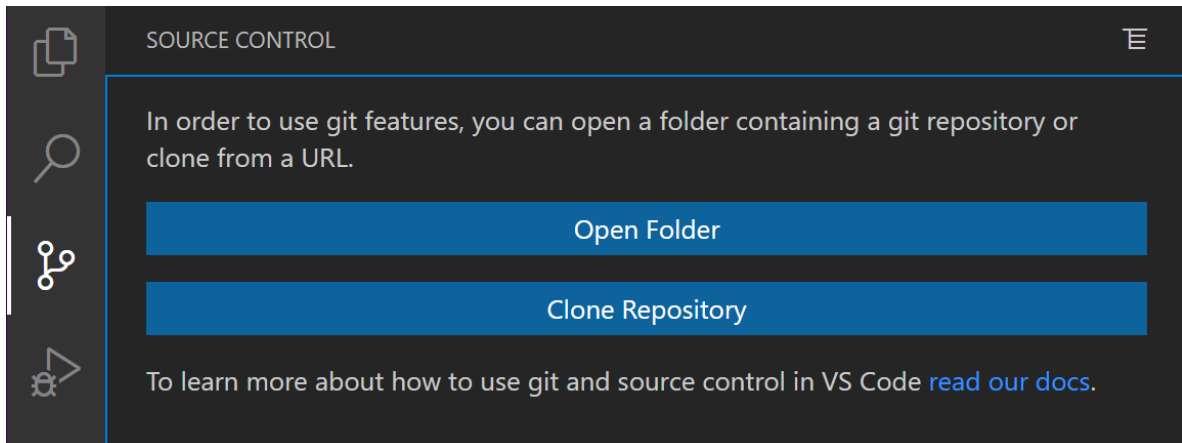 SOURCE CONTROL
In order to use git features, you can open a folder containing a git repository or
clone from a URL.
Open Folder
Clone Repository
To learn more about how to use git and source control in VS Code read our docs.